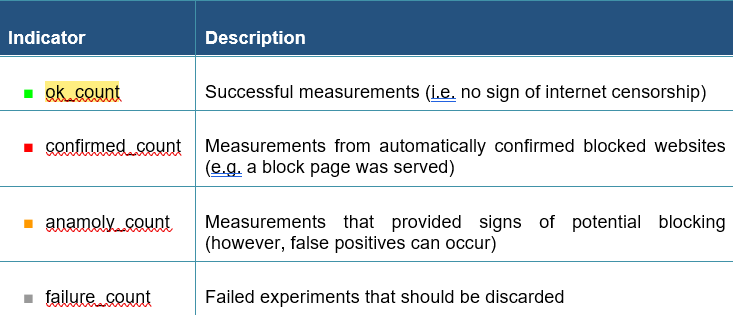 Indicator Description
ok_count Successful measurements (i.e. no sign of internet censorship)
confirmed_count Measurements from automatically confirmed blocked websites
(e.g. a block page was served)
anamoly_count Measurements that provided signs of potential blocking
(however, false positives can occur)
failure_count Failed experiments that should be discarded